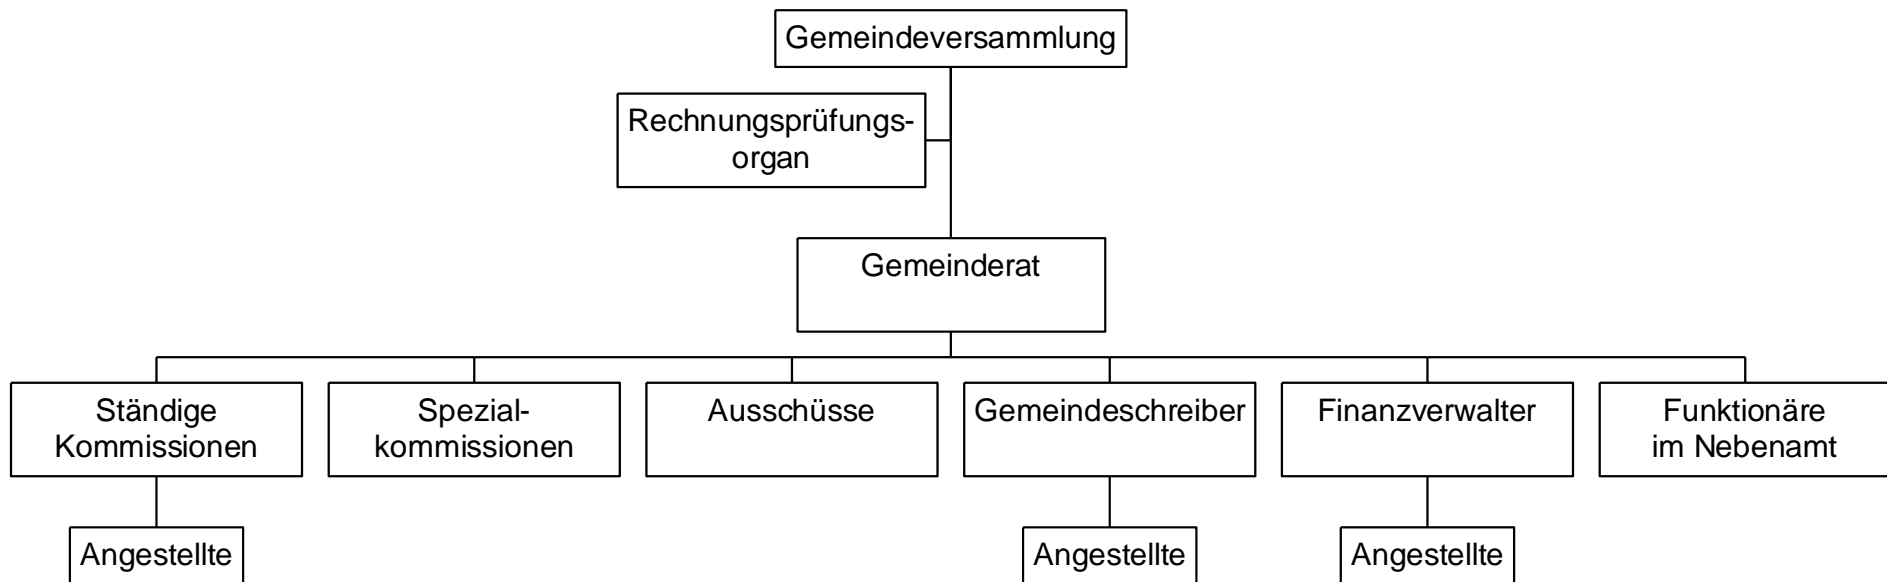 Gemeindeversammlung
Rechnungsprüfungs-
organ
Gemeinderat
Ständige
Kommissionen
Spezial-
kommissionen
Ausschüsse
Gemeindeschreiber
Finanzverwalter
Funktionäre
im Nebenamt
Angestellte
Angestellte
Angestellte